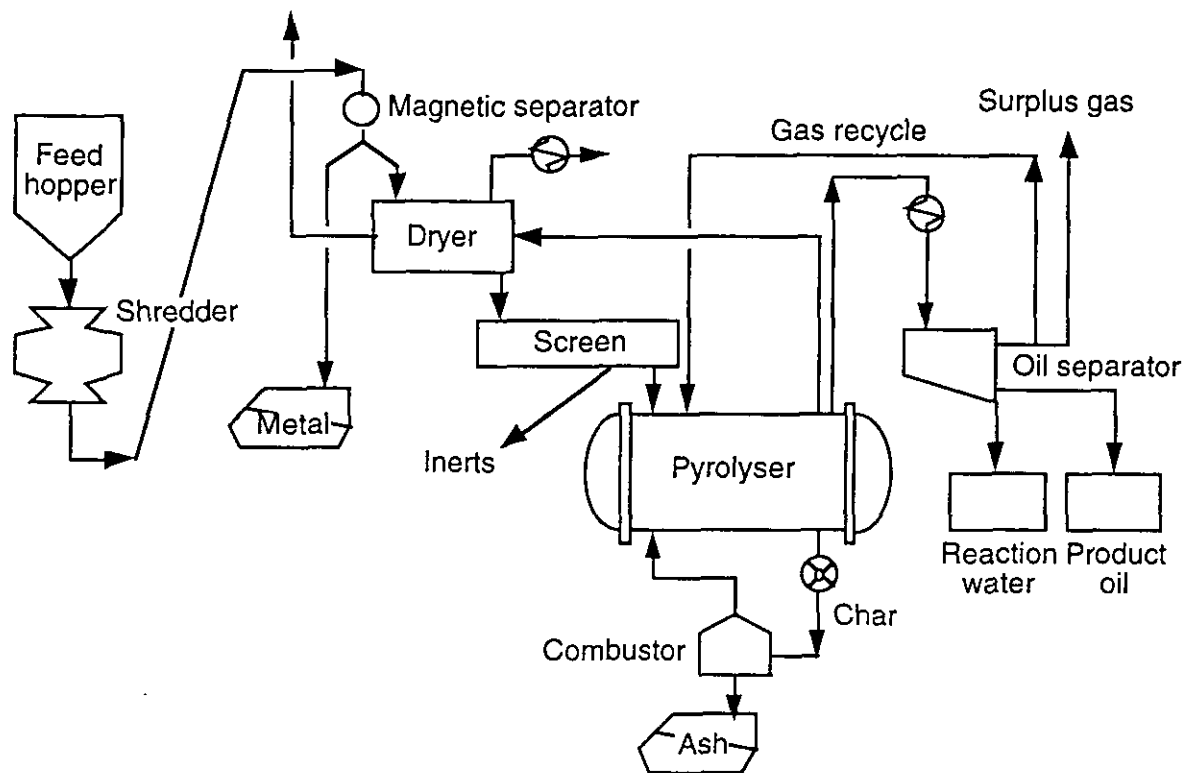 Magnetic separator
Surplus gas
Gas recycle
Feed
hopper
Dryer
Shredder
Screen
Oil separator
Metal
Inerts
Pyrolyser
Reaction
water
Product
oil
Char
Combustor
Ash